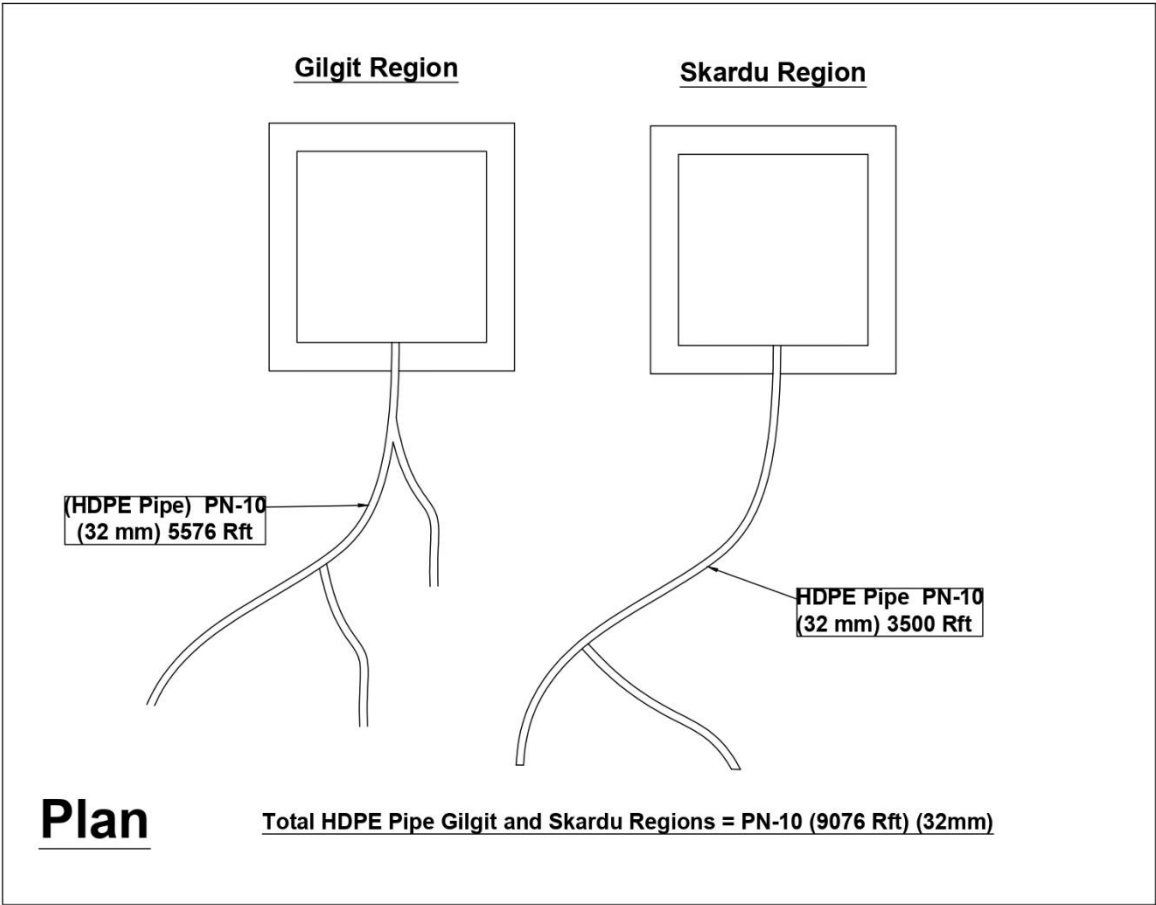 Gilgit Region
Skardu Region
(HDPE Pipe) PN-10
(32 mm) 5576 Rft
HDPE Pipe PN-10
(32 mm) 3500 Rft
Plan
Total HDPE Pipe Gilgit and Skardu Regions = PN-10 (9076 Rft) (32mm)